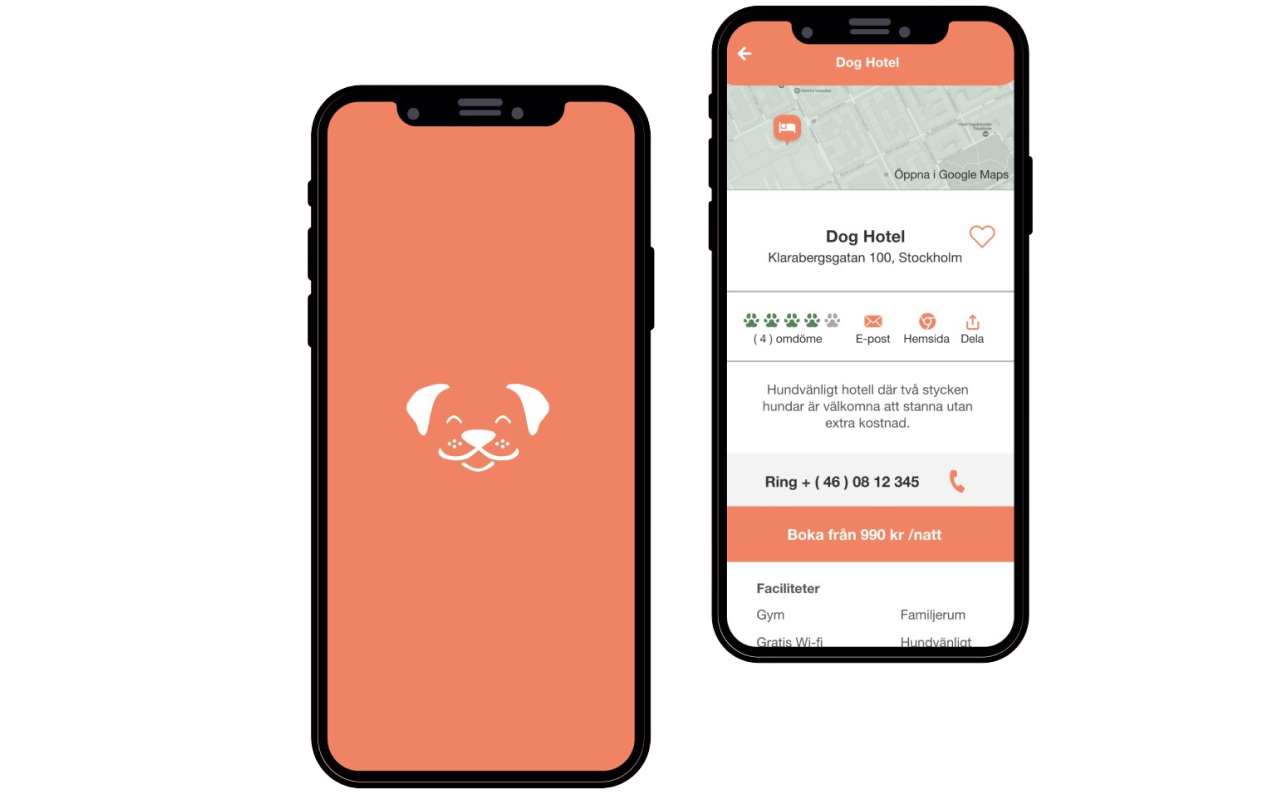 Dog Hotel
Öppna i Google Maps
Dog Hotel
Klarabergsgatan 100, Stockholm
( 4 ) omdöme
E-post
Hemsida
Dela
Hundvänligt hotell där två stycken
hundar är välkomna att stanna utan
extra kostnad.
Ring + ( 46 ) 08 12 345
Boka från 990 kr /natt
Faciliteter
Gym
Familjerum
Gratis Wi-fi
Hundvänligt